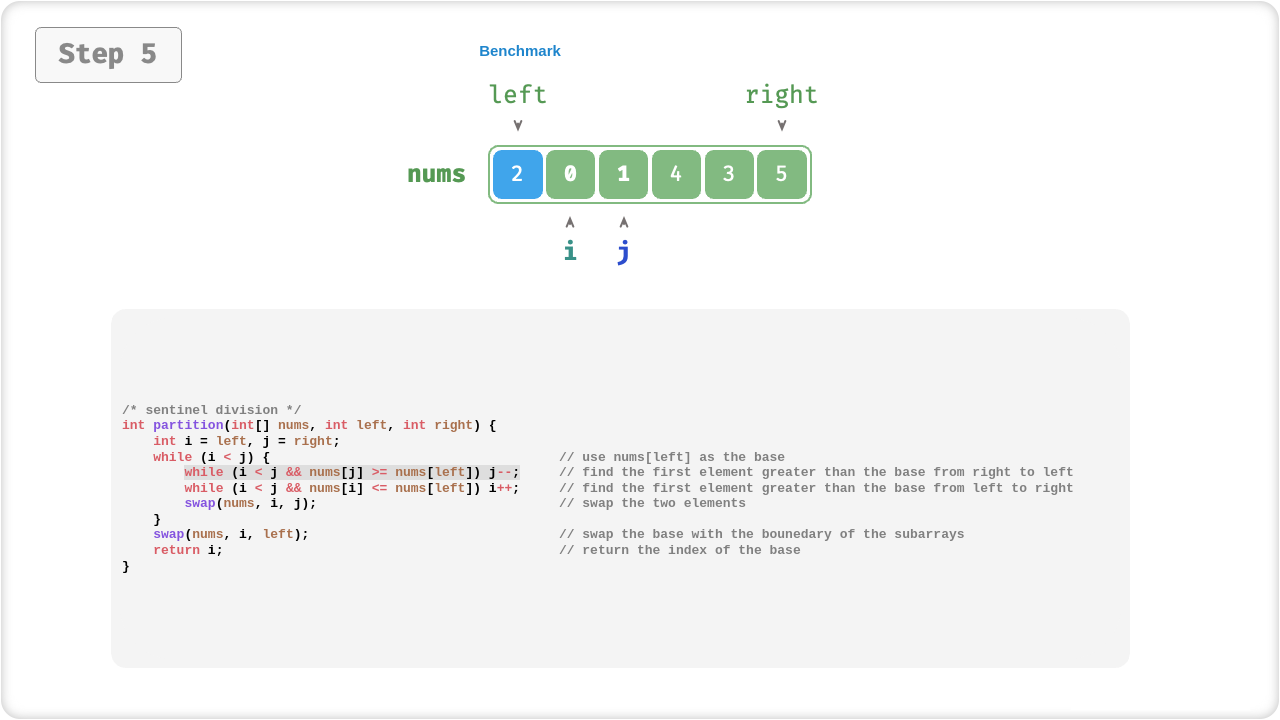 Step 5
Benchmark
left right
nums 2 0 1 4 3 5
i j
/* sentinel division */
int partition(int[] nums, int left, int right) {
    int i = left, j = right;
    while (i < j) { // use nums[left] as the base
        while (i < j && nums[j] >= nums[left]) j--; // find the first element greater than the base from right to left
        while (i < j && nums[i] <= nums[left]) i++; // find the first element greater than the base from left to right
        swap(nums, i, j); // swap the two elements
    }
    swap(nums, i, left); // swap the base with the bounedary of the subarrays
    return i; // return the index of the base
}